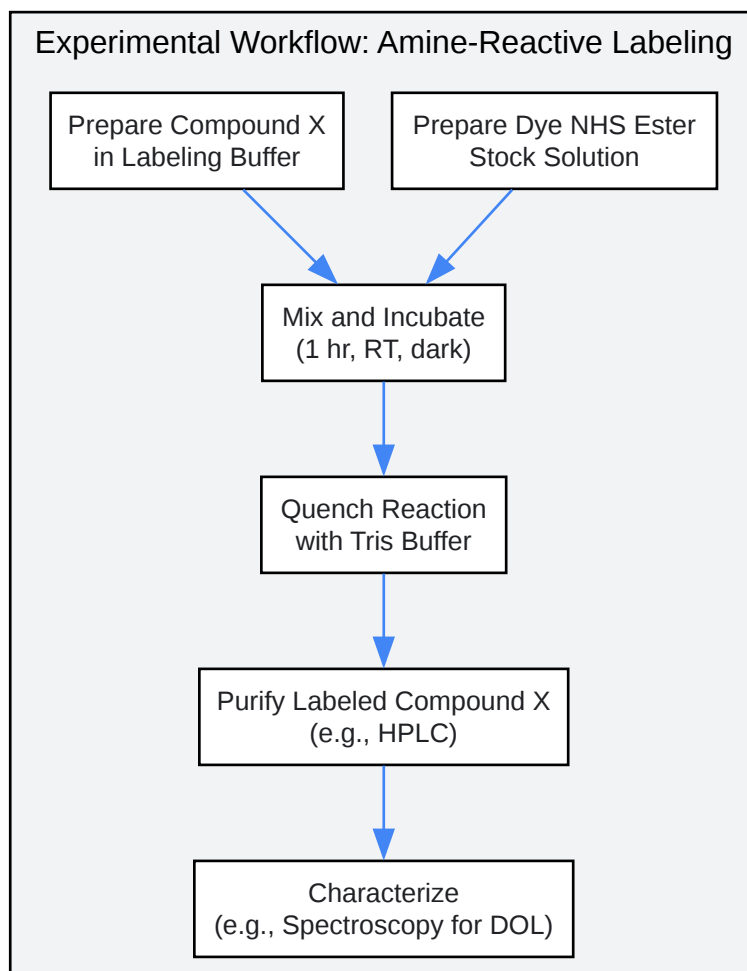 Experimental Workflow: Amine-Reactive Labeling
Prepare Compound X
in Labeling Buffer
Prepare Dye NHS Ester
Stock Solution
Mix and Incubate
(1 hr, RT, dark)
Quench Reaction
with Tris Buffer
Purify Labeled Compound X
(e.g., HPLC)
Characterize
(e.g., Spectroscopy for DOL)